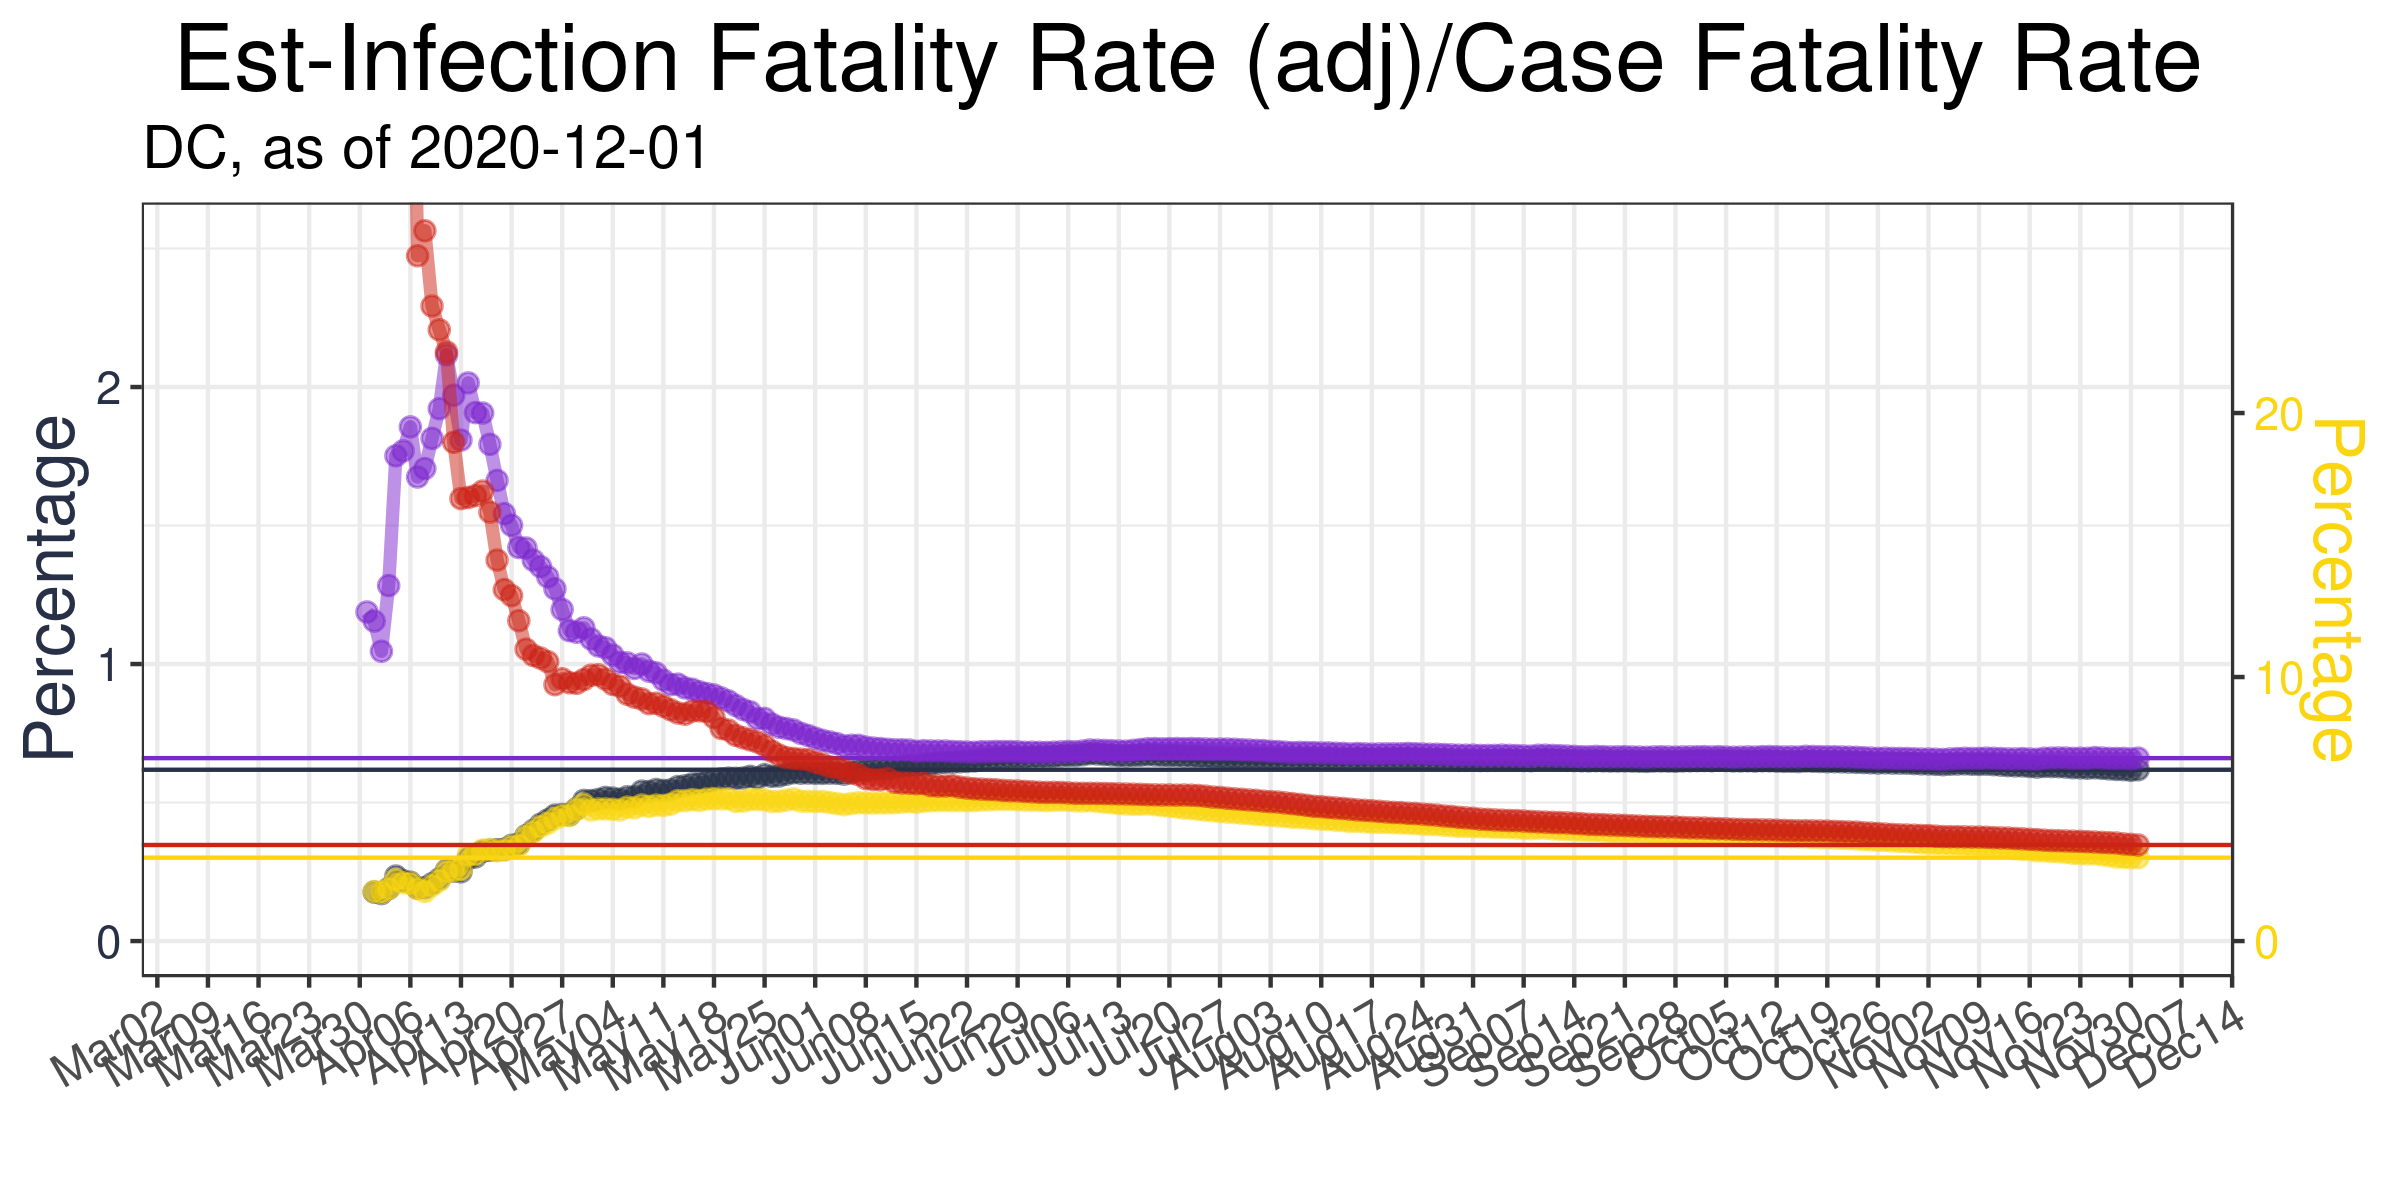 Est-Infection Fatality Rate (adj)/Case Fatality Rate
DC, as of 2020-12-01
Percentage
2
1
0
20
10
0
Percentage
Mar02
Mar09
Mar16
Mar23
Mar30
Apr06
Apr13
Apr20
Apr27
May04
May11
May18
May25
Jun01
Jun08
Jun15
Jun22
Jun29
Jul06
Jul13
Jul20
Jul27
Aug03
Aug10
Aug17
Aug24
Aug31
Sep07
Sep14
Sep21
Sep28
Oct05
Oct12
Oct19
Oct26
Nov02
Nov09
Nov16
Nov23
Nov30
Dec07
Dec14